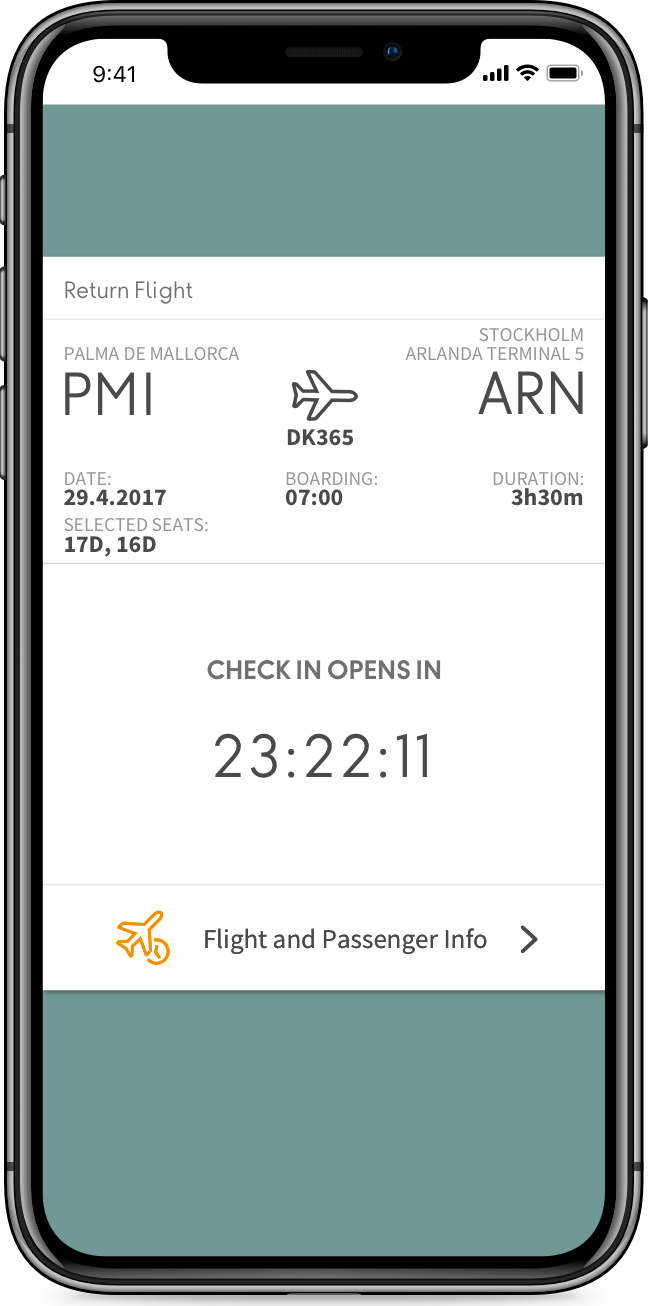 9:41
Return Flight
PALMA DE MALLORCA
STOCKHOLM
ARLANDA TERMINAL 5
PMI
ARN
DK365
DATE:
29.4.2017
BOARDING:
07:00
DURATION:
3h30m
SELECTED SEATS:
17D, 16D
CHECK IN OPENS IN
23:22:11
Flight and Passenger Info